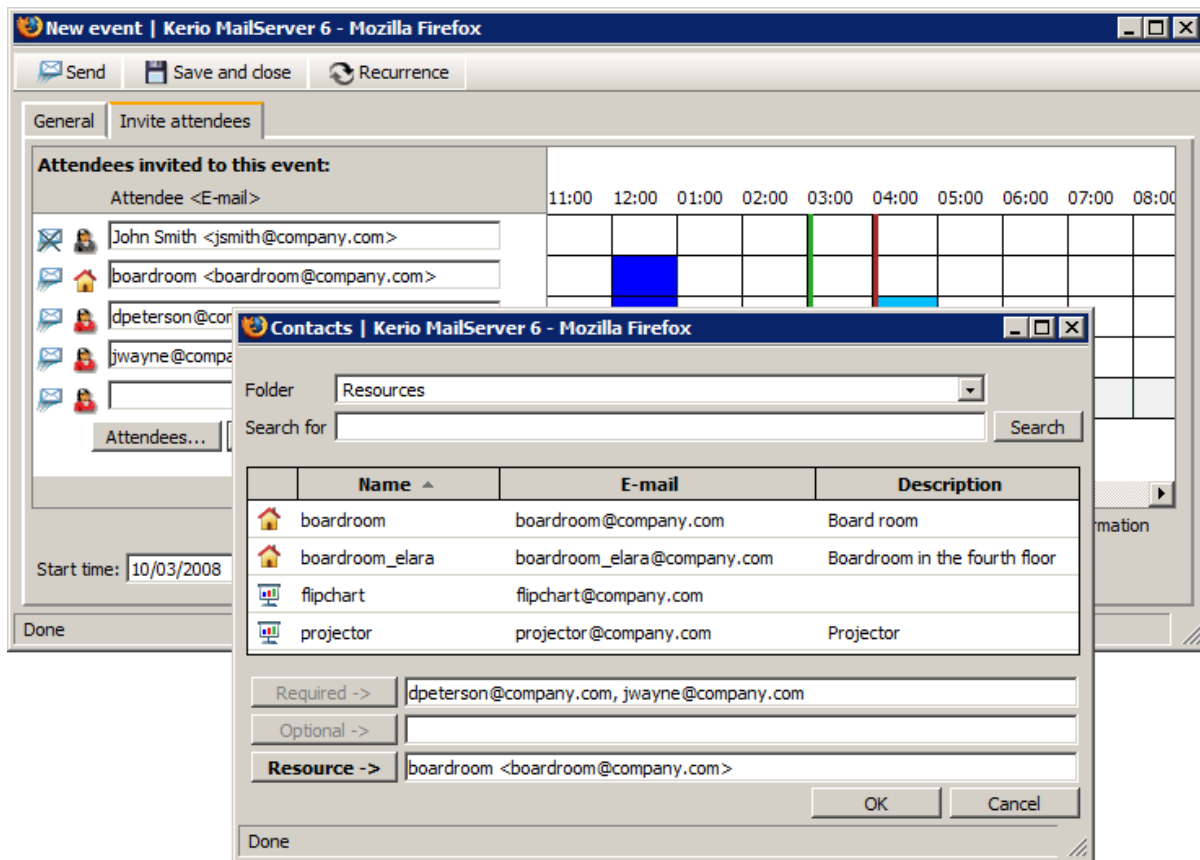 New event | Kerio MailServer 6 - Mozilla Firefox
Send Save and close Recurrence
General Invite attendees
Attendees invited to this event:
Attendee <E-mail> 11:00 12:00 01:00 02:00 03:00 04:00 05:00 06:00 07:00 08:00
John Smith <jsmith@company.com>
boardroom <boardroom@company.com>
dpeterson@con
jwayne@compa
Attendees...
mation
Start time: 10/03/2008
Done
Contacts | Kerio MailServer 6 - Mozilla Firefox
Folder Resources
Search for Search
Name E-mail Description
boardroom boardroom@company.com Board room
boardroom_elara boardroom_elara@company.com Boardroom in the fourth floor
flipchart flipchart@company.com
projector projector@company.com Projector
Required -> dpeterson@company.com, jwayne@company.com
Optional ->
Resource -> boardroom <boardroom@company.com>
OK Cancel
Done